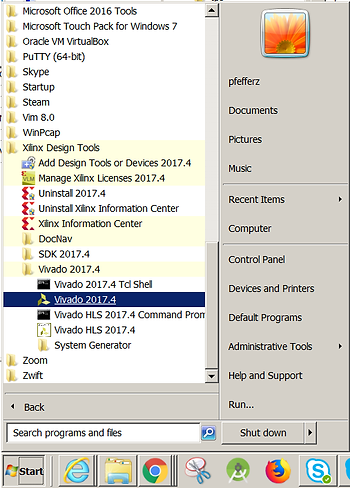 Microsoft Office 2016 Tools
Microsoft Touch Pack for Windows 7
Oracle VM VirtualBox
PuTTY (64-bit)
Skype
Startup
Steam
Vim 8.0
WinPcap
Xilinx Design Tools
Add Design Tools or Devices 2017.4
Manage Xilinx Licenses 2017.4
Uninstall 2017.4
Uninstall Xilinx Information Center
Xilinx Information Center
DocNav
SDK 2017.4
Vivado 2017.4
Vivado 2017.4 Tcl Shell
Vivado 2017.4
Vivado HLS 2017.4 Command Prom
Vivado HLS 2017.4
System Generator
Zoom
Zwift
Back
Search programs and files
pfefferz
Documents
Pictures
Music
Recent Items
Computer
Control Panel
Devices and Printers
Default Programs
Administrative Tools
Help and Support
Run...
Shut down
Start